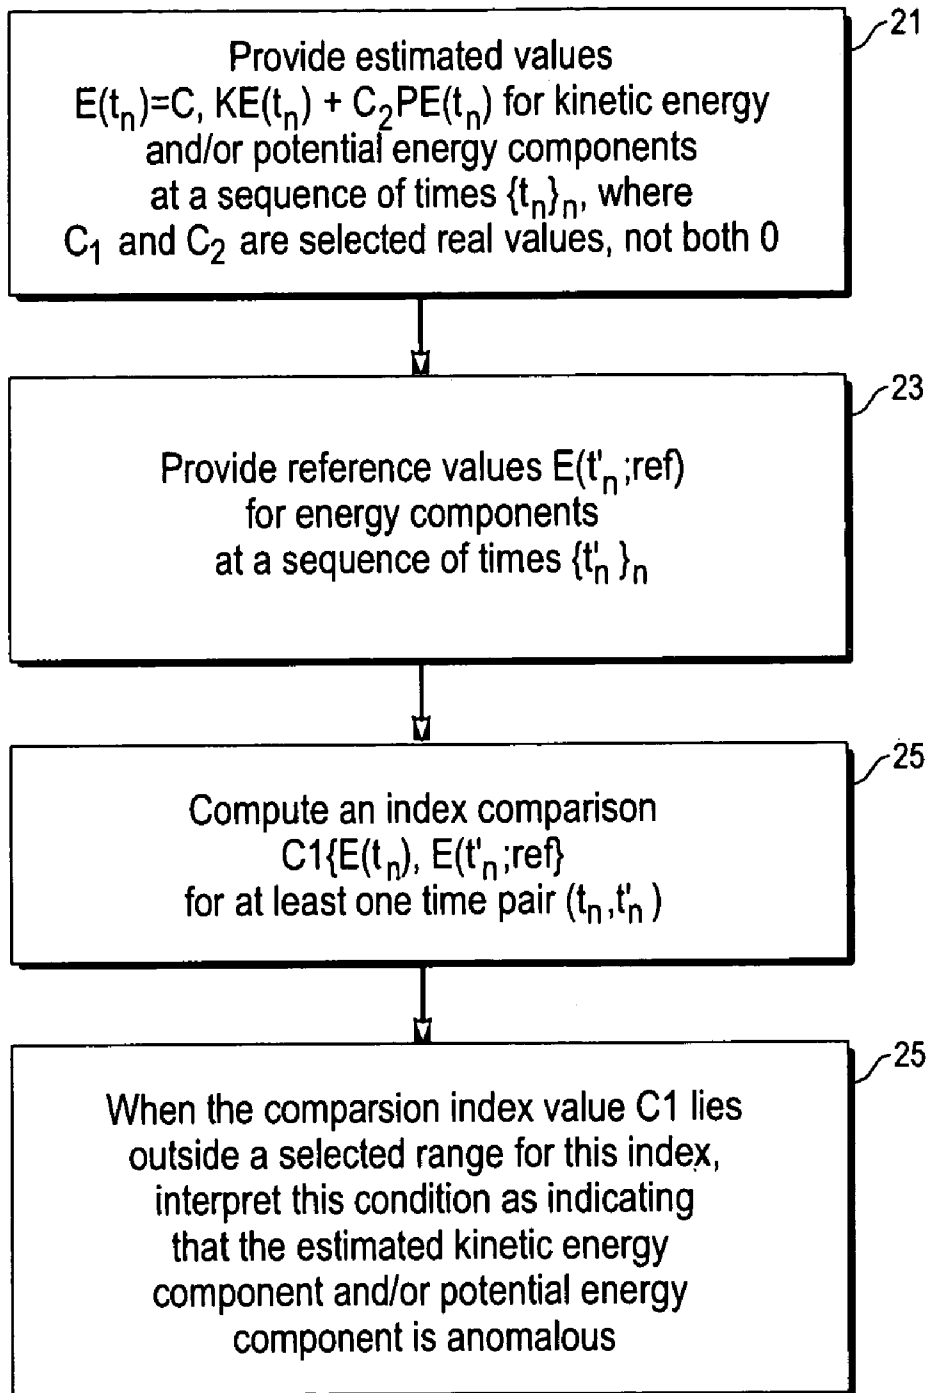 21
Provide estimated values
E(tₙ)=C, KE(tₙ) + C₂PE(tₙ) for kinetic energy
and/or potential energy components
at a sequence of times {tₙ}ₙ, where
C₁ and C₂ are selected real values, not both 0
23
Provide reference values E(t'ₙ;ref)
for energy components
at a sequence of times {t'ₙ}ₙ
25
Compute an index comparison
C1{E(tₙ), E(t'ₙ;ref}
for at least one time pair (tₙ,t'ₙ)
25
When the comparsion index value C1 lies
outside a selected range for this index,
interpret this condition as indicating
that the estimated kinetic energy
component and/or potential energy
component is anomalous